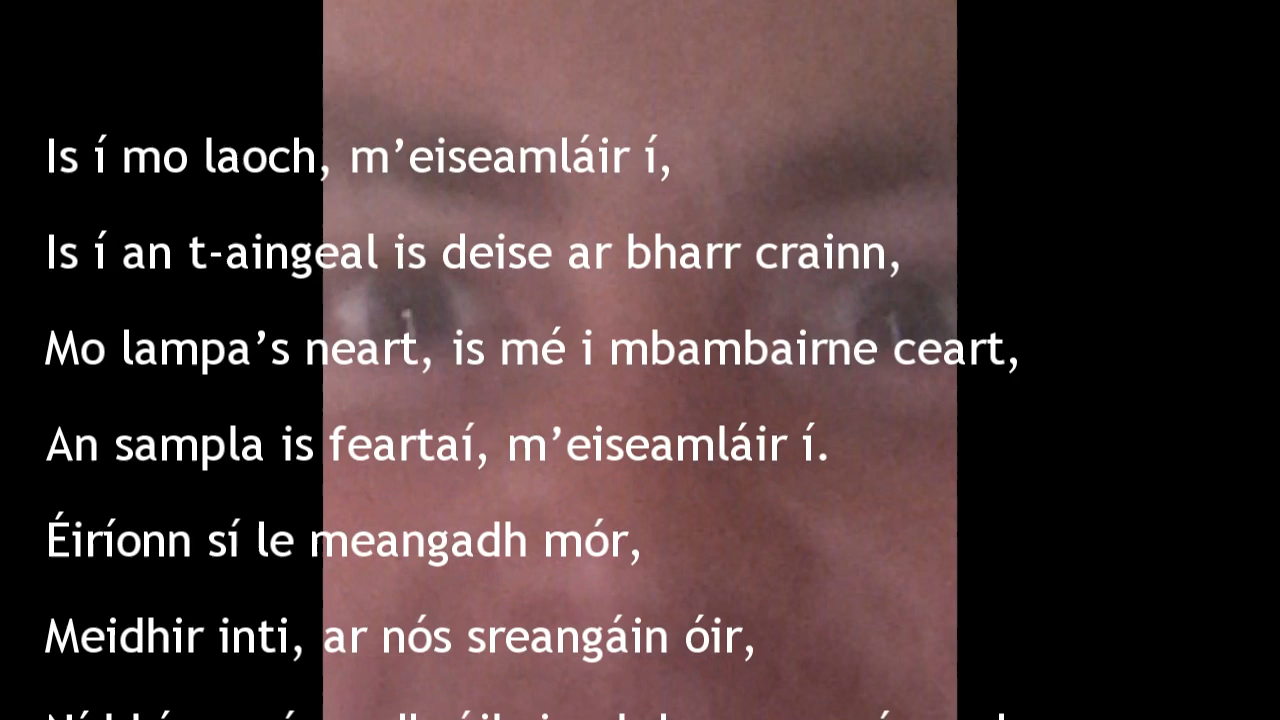 Is í mo laoch, m’eiseamláir í,
Is í an t-aingeal is deise ar bharr crainn,
Mo lampa’s neart, is mé i mbambairne ceart,
An sampla is feartaí, m’eiseamláir í.
Éiríonn sí le meangadh mór,
Meidhir inti, ar nós sreangáin óir,